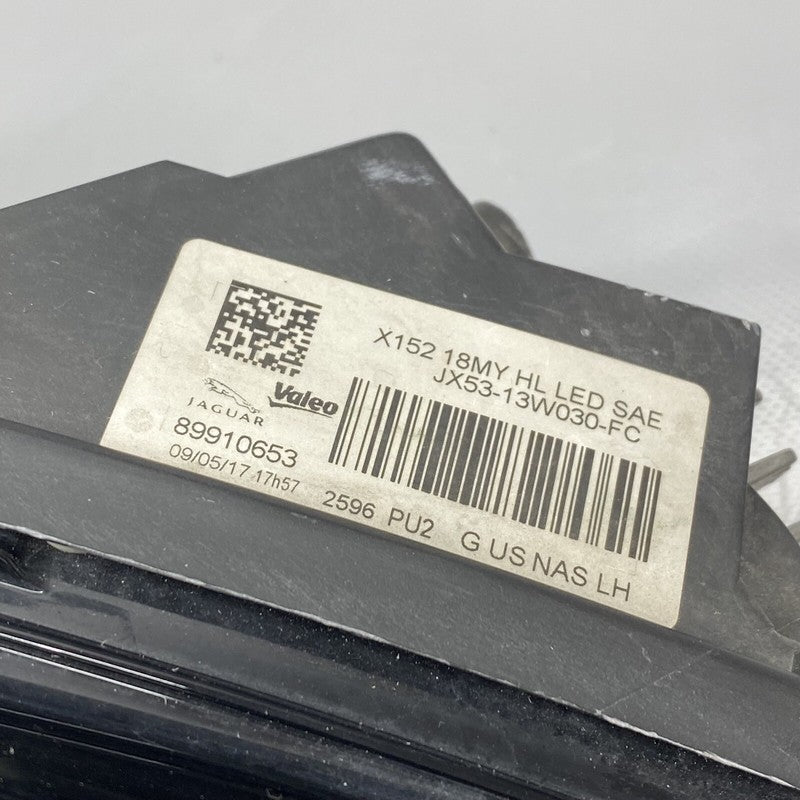 X152 18MY HL LED SAE
JX53-13W030-FC
JAGUAR
Valeo
89910653
09/05/17 17h57
2596 PU2 G US NAS LH